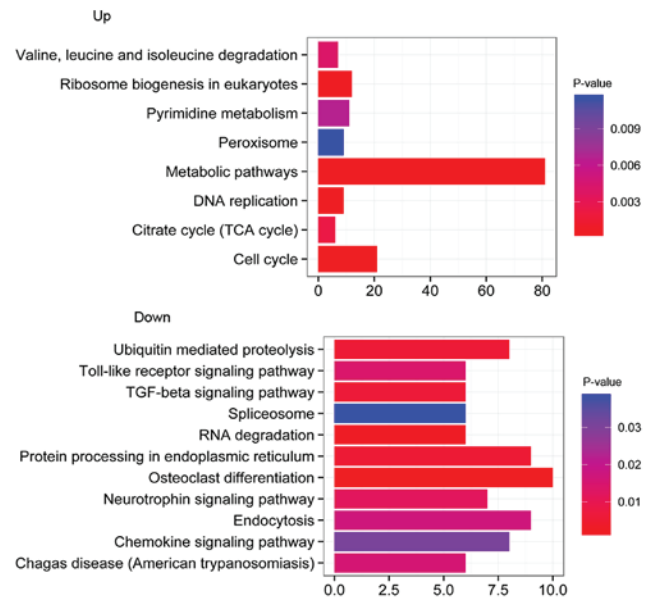 Up
Valine, leucine and isoleucine degradation
Ribosome biogenesis in eukaryotes
Pyrimidine metabolism
Peroxisome
Metabolic pathways
DNA replication
Citrate cycle (TCA cycle)
Cell cycle
0 20 40 60 80
P-value
0.009
0.006
0.003
Down
Ubiquitin mediated proteolysis
Toll-like receptor signaling pathway
TGF-beta signaling pathway
Spliceosome
RNA degradation
Protein processing in endoplasmic reticulum
Osteoclast differentiation
Neurotrophin signaling pathway
Endocytosis
Chemokine signaling pathway
Chagas disease (American trypanosomiasis)
0.0 2.5 5.0 7.5 10.0
P-value
0.03
0.02
0.01